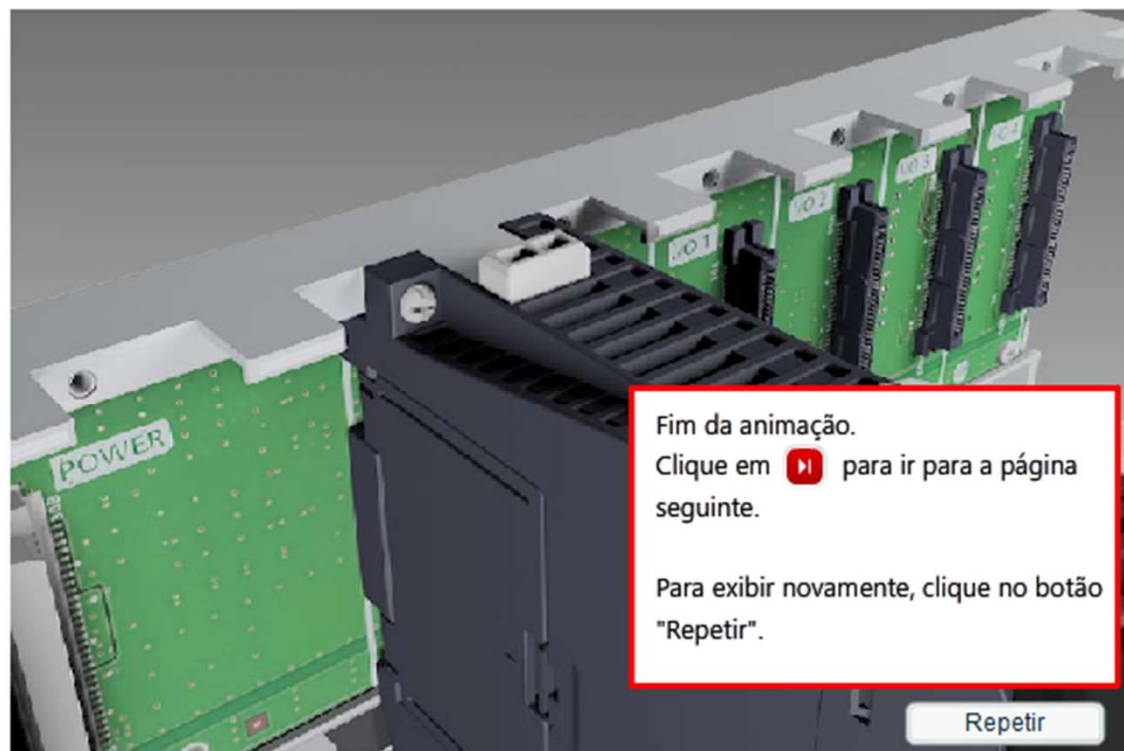 POWER
I/O 1
I/O 2
I/O 3
I/O 4
Fim da animação.
Clique em para ir para a página
seguinte.
Para exibir novamente, clique no botão
"Repetir".
Repetir